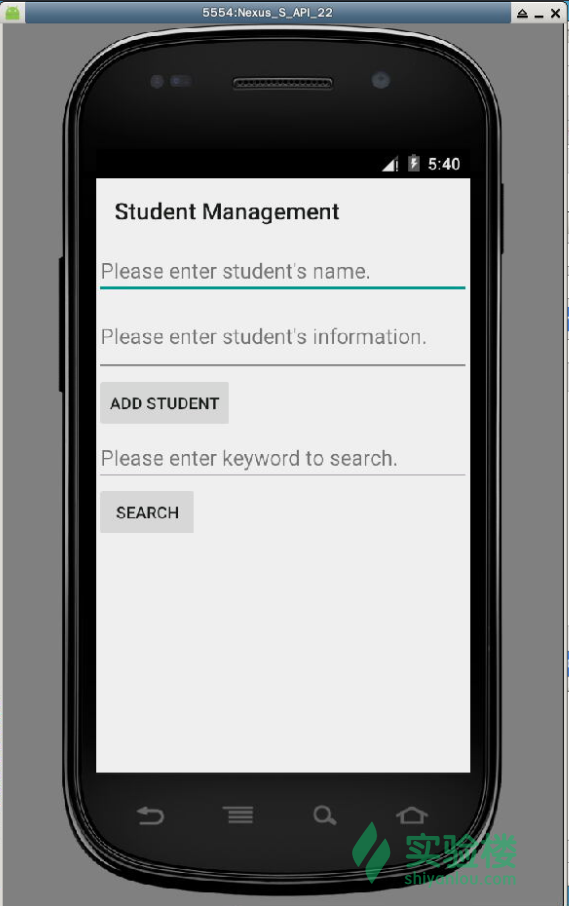 5554:Nexus_S_API_22
5:40
Student Management
Please enter student's name.
Please enter student's information.
ADD STUDENT
Please enter keyword to search.
SEARCH
实验楼
shiyanlou.com